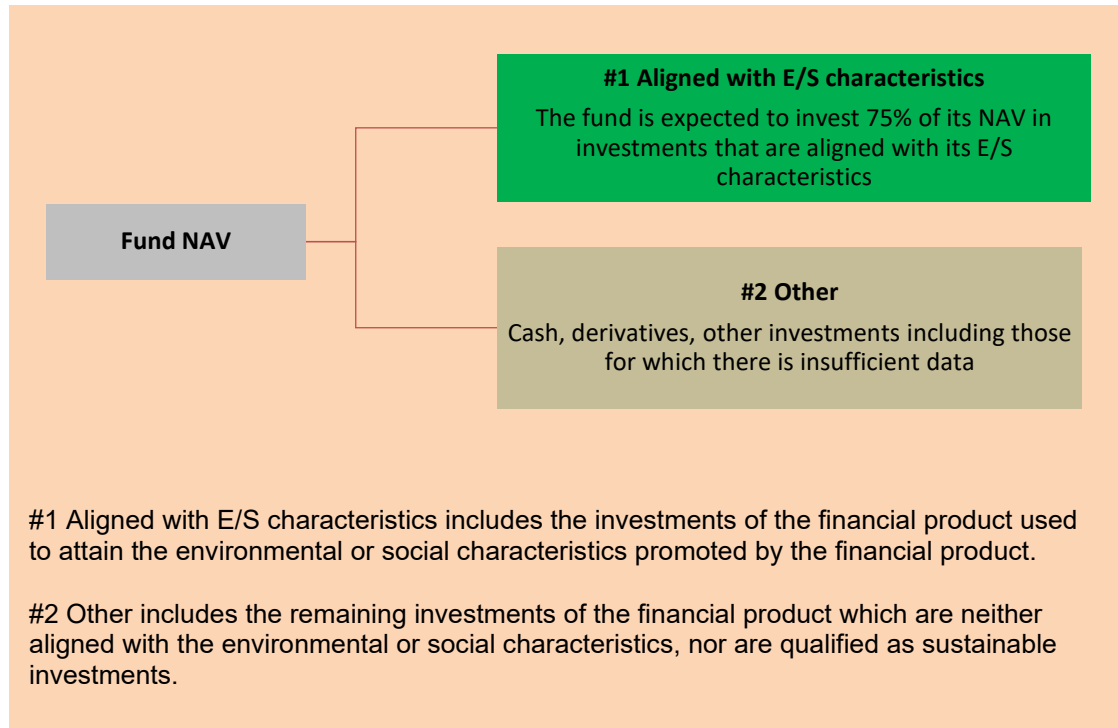 #1 Aligned with E/S characteristics
The fund is expected to invest 75% of its NAV in
investments that are aligned with its E/S
characteristics
Fund NAV
#2 Other
Cash, derivatives, other investments including those
for which there is insufficient data
#1 Aligned with E/S characteristics includes the investments of the financial product used
to attain the environmental or social characteristics promoted by the financial product.
#2 Other includes the remaining investments of the financial product which are neither
aligned with the environmental or social characteristics, nor are qualified as sustainable
investments.